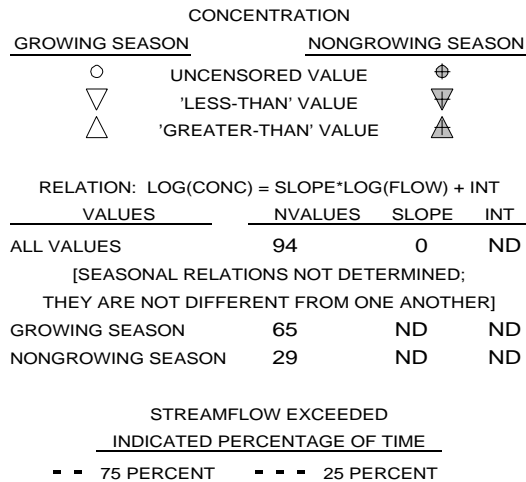 CONCENTRATION
GROWING SEASON NONGROWING SEASON
UNCENSORED VALUE
'LESS-THAN' VALUE
'GREATER-THAN' VALUE
RELATION: LOG(CONC) = SLOPE*LOG(FLOW) + INT
VALUES NVALUES SLOPE INT
ALL VALUES 94 0 ND
[SEASONAL RELATIONS NOT DETERMINED;
THEY ARE NOT DIFFERENT FROM ONE ANOTHER]
GROWING SEASON 65 ND ND
NONGROWING SEASON 29 ND ND
STREAMFLOW EXCEEDED
INDICATED PERCENTAGE OF TIME
75 PERCENT 25 PERCENT